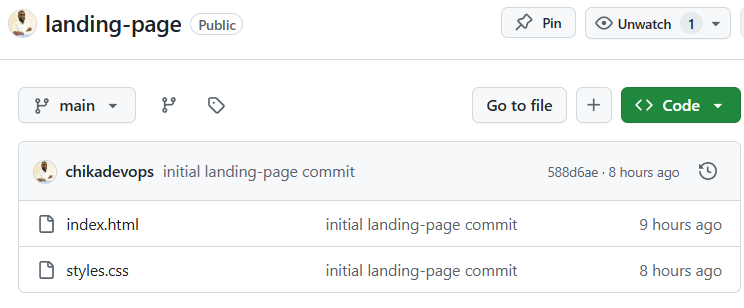 landing-page Public Pin Unwatch 1
main Go to file + Code
chikadevops initial landing-page commit 588d6ae · 8 hours ago
index.html initial landing-page commit 9 hours ago
styles.css initial landing-page commit 8 hours ago